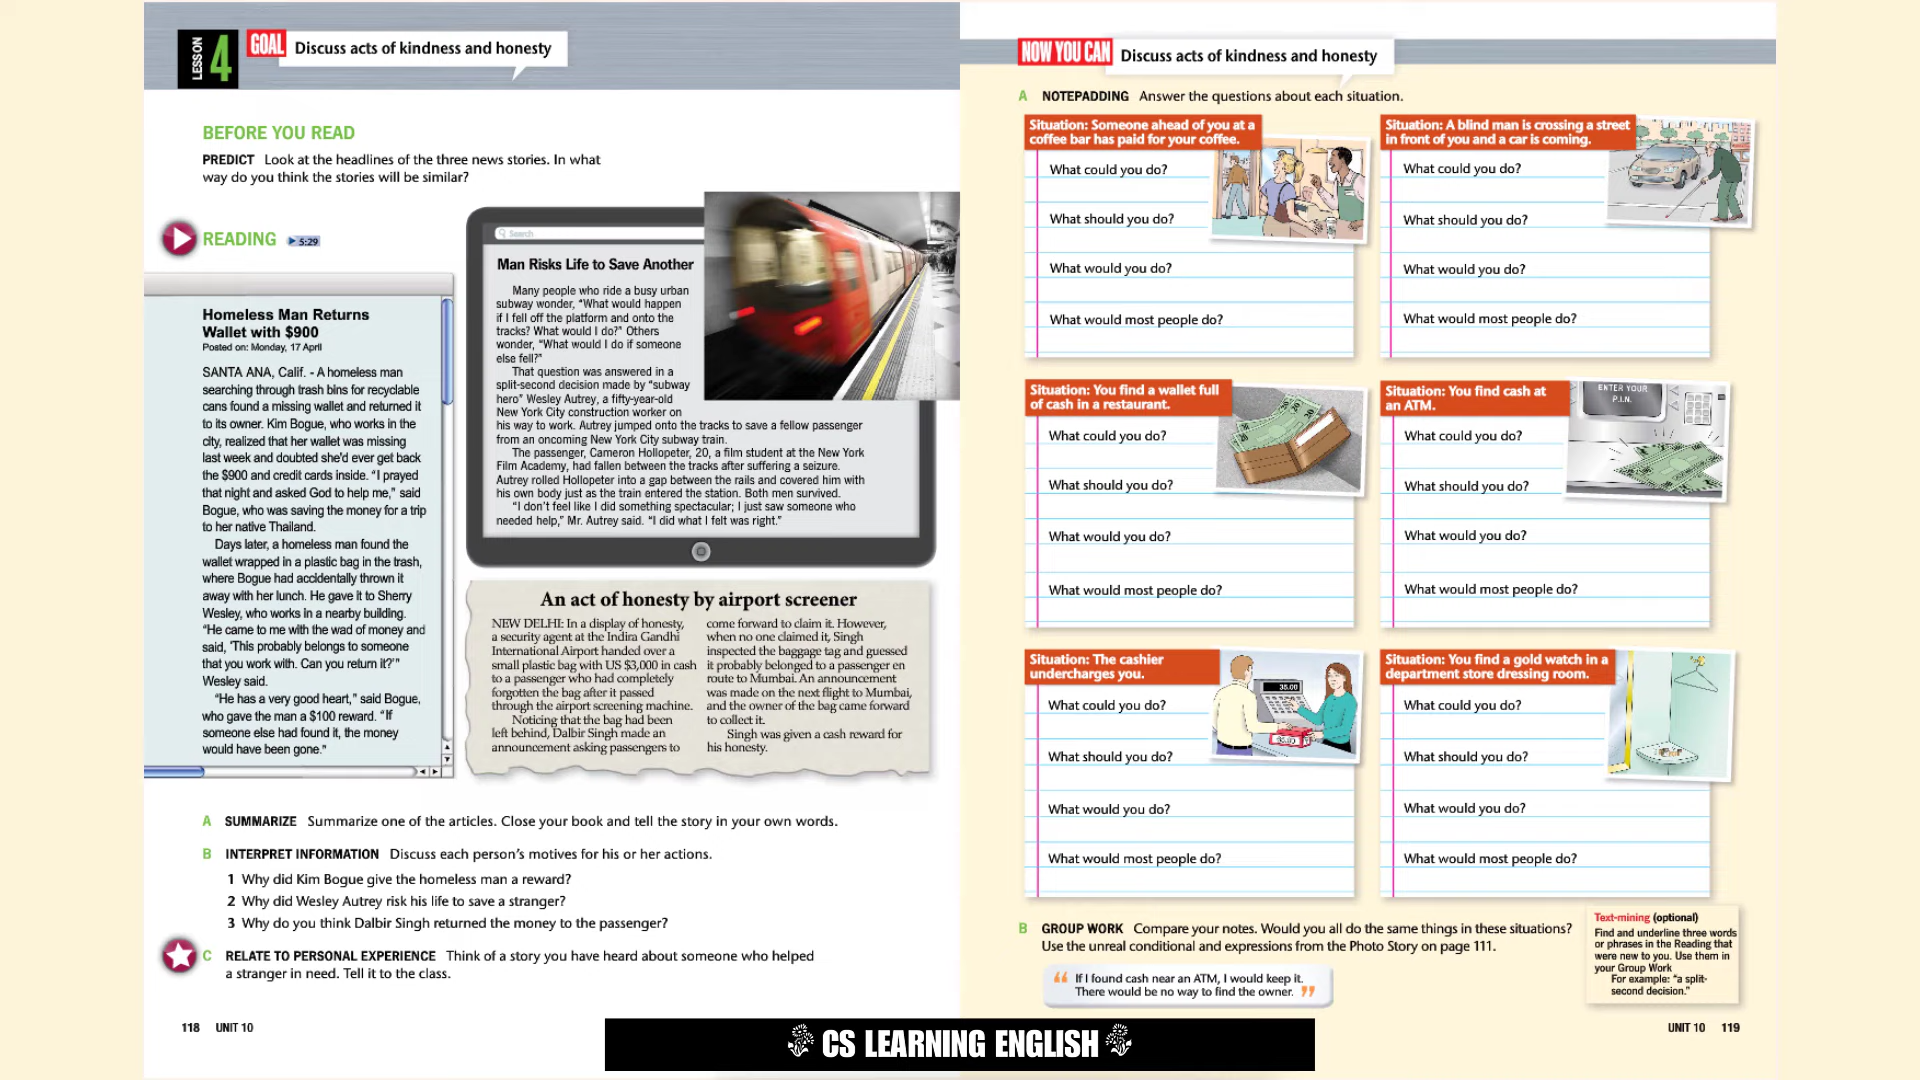 LESSON 4
GOAL Discuss acts of kindness and honesty
BEFORE YOU READ
PREDICT Look at the headlines of the three news stories. In what
way do you think the stories will be similar?
READING 5:29
Homeless Man Returns
Wallet with $900
Posted on: Monday, 17 April
SANTA ANA, Calif. - A homeless man
searching through trash bins for recyclable
cans found a missing wallet and returned it
to its owner. Kim Bogue, who works in the
city, realized that her wallet was missing
last week and doubted she'd ever get back
the $900 and credit cards inside. "I prayed
that night and asked God to help me," said
Bogue, who was saving the money for a trip
to her native Thailand.
Days later, a homeless man found the
wallet wrapped in a plastic bag in the trash,
where Bogue had accidentally thrown it
away with her lunch. He gave it to Sherry
Wesley, who works in a nearby building.
"He came to me with the wad of money and
said, 'This probably belongs to someone
that you work with. Can you return it?'"
Wesley said.
"He has a very good heart," said Bogue,
who gave the man a $100 reward. "If
someone else had found it, the money
would have been gone."
Search
Man Risks Life to Save Another
Many people who ride a busy urban
subway wonder, "What would happen
if I fell off the platform and onto the
tracks? What would I do?" Others
wonder, "What would I do if someone
else fell?"
That question was answered in a
split-second decision made by "subway
hero" Wesley Autrey, a fifty-year-old
New York City construction worker on
his way to work. Autrey jumped onto the tracks to save a fellow passenger
from an oncoming New York City subway train.
The passenger, Cameron Hollopeter, 20, a film student at the New York
Film Academy, had fallen between the tracks after suffering a seizure.
Autrey rolled Hollopeter into a gap between the rails and covered him with
his own body just as the train entered the station. Both men survived.
"I don't feel like I did something spectacular; I just saw someone who
needed help," Mr. Autrey said. "I did what I felt was right."
An act of honesty by airport screener
NEW DELHI: In a display of honesty,
a security agent at the Indira Gandhi
International Airport handed over a
small plastic bag with US $3,000 in cash
to a passenger who had completely
forgotten the bag after it passed
through the airport screening machine.
Noticing that the bag had been
left behind, Dalbir Singh made an
announcement asking passengers to
come forward to claim it. However,
when no one claimed it, Singh
inspected the baggage tag and guessed
it probably belonged to a passenger en
route to Mumbai. An announcement
was made on the next flight to Mumbai,
and the owner of the bag came forward
to collect it.
Singh was given a cash reward for
his honesty.
A SUMMARIZE Summarize one of the articles. Close your book and tell the story in your own words.
B INTERPRET INFORMATION Discuss each person's motives for his or her actions.
1 Why did Kim Bogue give the homeless man a reward?
2 Why did Wesley Autrey risk his life to save a stranger?
3 Why do you think Dalbir Singh returned the money to the passenger?
C RELATE TO PERSONAL EXPERIENCE Think of a story you have heard about someone who helped
a stranger in need. Tell it to the class.
118 UNIT 10
NOW YOU CAN Discuss acts of kindness and honesty
A NOTEPADDING Answer the questions about each situation.
Situation: Someone ahead of you at a
coffee bar has paid for your coffee.
What could you do?
What should you do?
What would you do?
What would most people do?
Situation: A blind man is crossing a street
in front of you and a car is coming.
What could you do?
What should you do?
What would you do?
What would most people do?
Situation: You find a wallet full
of cash in a restaurant.
What could you do?
What should you do?
What would you do?
What would most people do?
Situation: You find cash at
an ATM.
ENTER YOUR
P.I.N.
What could you do?
What should you do?
What would you do?
What would most people do?
Situation: The cashier
undercharges you.
35.00
What could you do?
What should you do?
What would you do?
What would most people do?
Situation: You find a gold watch in a
department store dressing room.
What could you do?
What should you do?
What would you do?
What would most people do?
B GROUP WORK Compare your notes. Would you all do the same things in these situations?
Use the unreal conditional and expressions from the Photo Story on page 111.
"If I found cash near an ATM, I would keep it.
There would be no way to find the owner."
Text-mining (optional)
Find and underline three words
or phrases in the Reading that
were new to you. Use them in
your Group Work
For example: "a split-
second decision."
UNIT 10 119
CS LEARNING ENGLISH